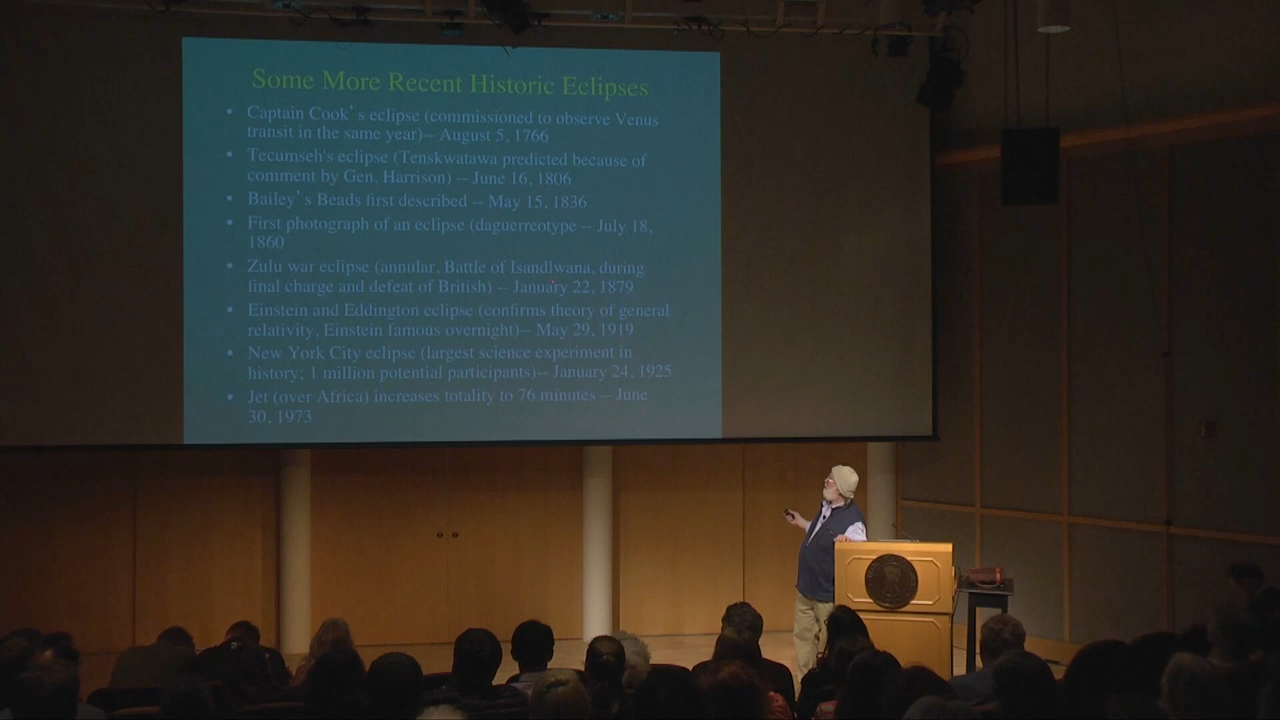 Some More Recent Historic Eclipses
• Captain Cook's eclipse (commissioned to observe Venus
transit in the same year)-- August 5, 1766
• Tecumseh's eclipse (Tenskwatawa predicted because of
comment by Gen. Harrison) -- June 16, 1806
• Bailey's Beads first described -- May 15, 1836
• First photograph of an eclipse (daguerreotype -- July 18,
1860
• Zulu war eclipse (annular, Battle of Isandlwana, during
final charge and defeat of British) -- January 22, 1879
• Einstein and Eddington eclipse (confirms theory of general
relativity, Einstein famous overnight)-- May 29, 1919
• New York City eclipse (largest science experiment in
history; 1 million potential participants)-- January 24, 1925
• Jet (over Africa) increases totality to 76 minutes -- June
30, 1973